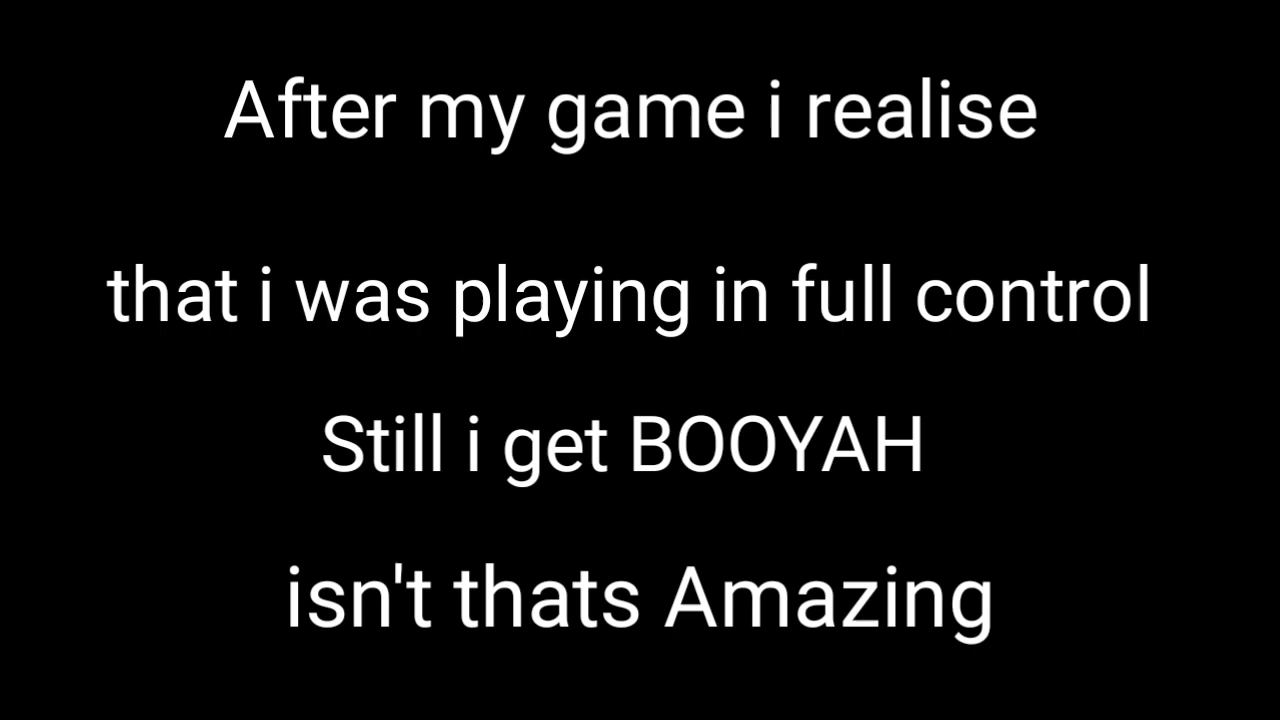 After my game i realise
that i was playing in full control
Still i get BOOYAH
isn't thats Amazing